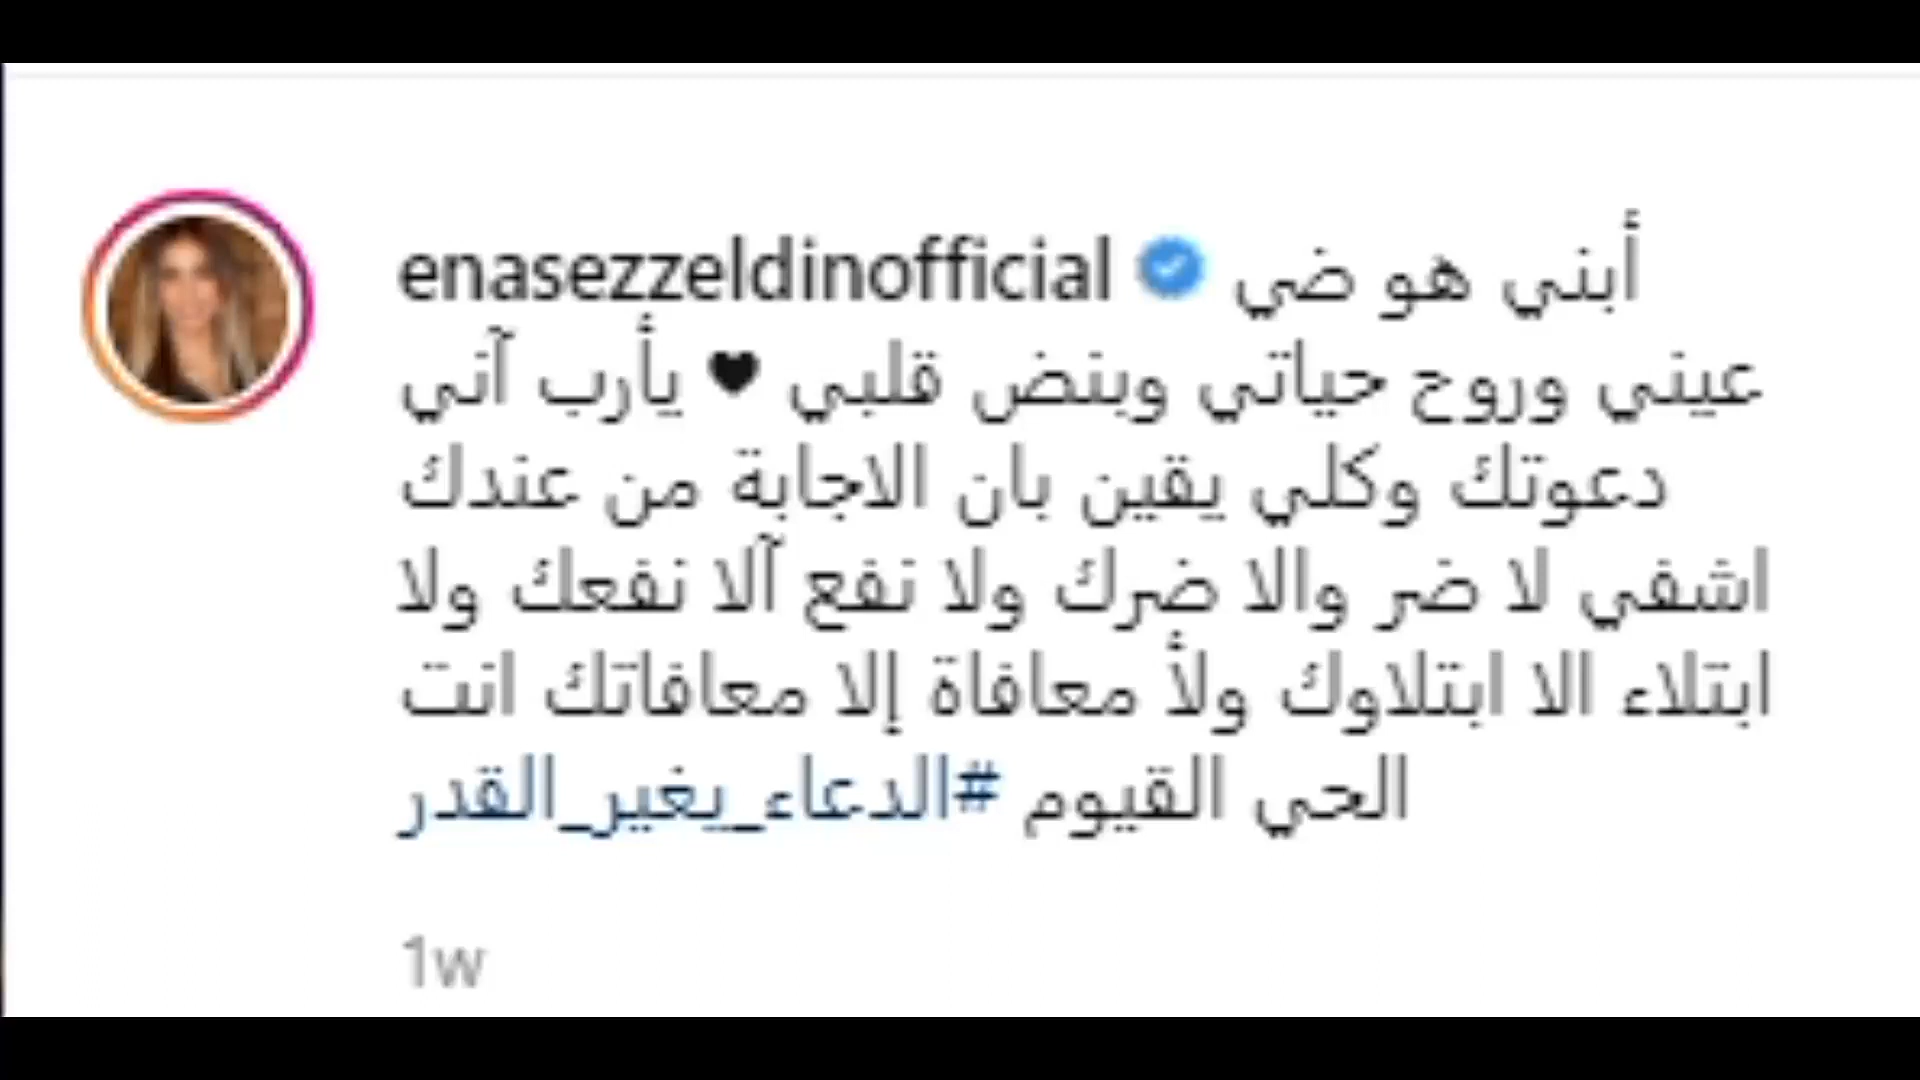 enasezzeldinofficial أبني هو ضي
عيني وروح حياتي وبنض قلبي 🖤 يأرب آتي
دعوتك وكلي يقين بان الاجابة من عندك
اشفي لا ضر والا ضرك ولا نفع آلا نفعك ولا
ابتلاء الا ابتلاوك ولأ معافاة إلا معافاتك انت
الحي القيوم #الدعاء_يغير_القدر
1w